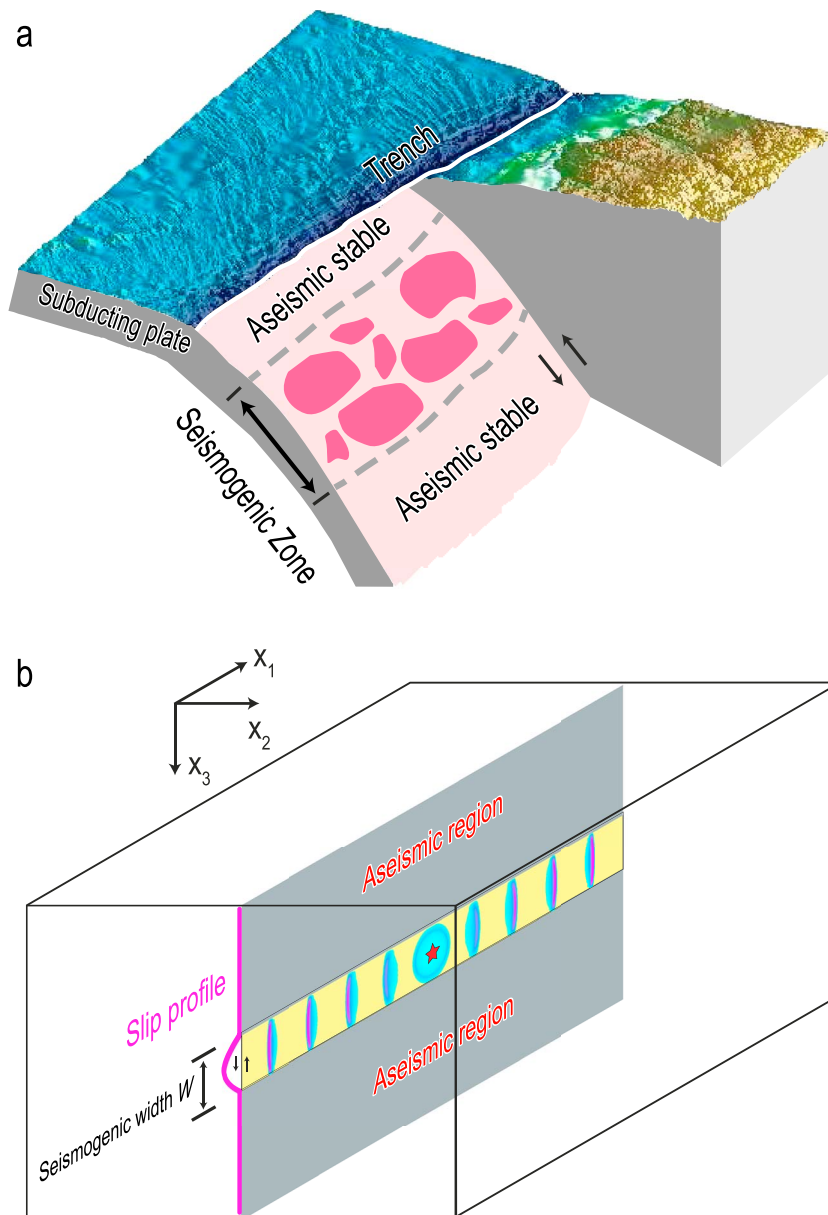 a
Trench
Aseismic stable
Subducting plate
Seismogenic Zone
Aseismic stable
b
x1
x2
x3
Aseismic region
Slip profile
Aseismic region
Seismogenic width W